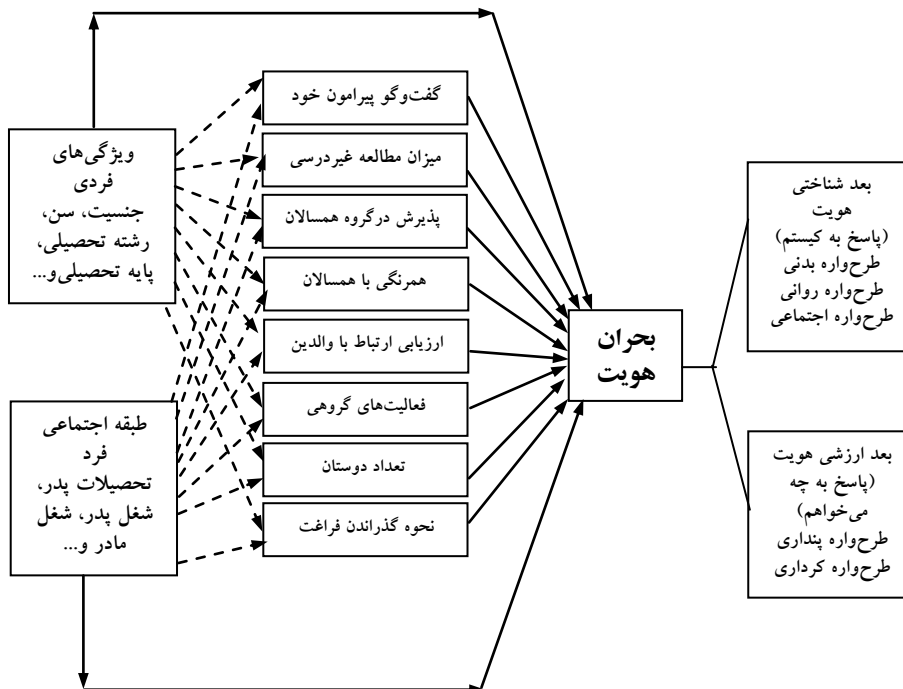 ویژگی‌های
فردی
جنسیت، سن،
رشته تحصیلی،
پایه تحصیلی‌و...
طبقه اجتماعی
فرد
تحصیلات پدر،
شغل پدر، شغل
مادر و...
گفت‌وگو پیرامون خود
میزان مطالعه غیردرسی
پذیرش درگروه همسالان
همرنگی با همسالان
ارزیابی ارتباط با والدین
فعالیت‌های گروهی
تعداد دوستان
نحوه گذراندن فراغت
بحران
هویت
بعد شناختی
هویت
(پاسخ به کیستم)
طرح‌واره بدنی
طرح‌واره روانی
طرح‌واره اجتماعی
بعد ارزشی هویت
(پاسخ به چه
می‌خواهم)
طرح‌واره پنداری
طرح‌واره کرداری